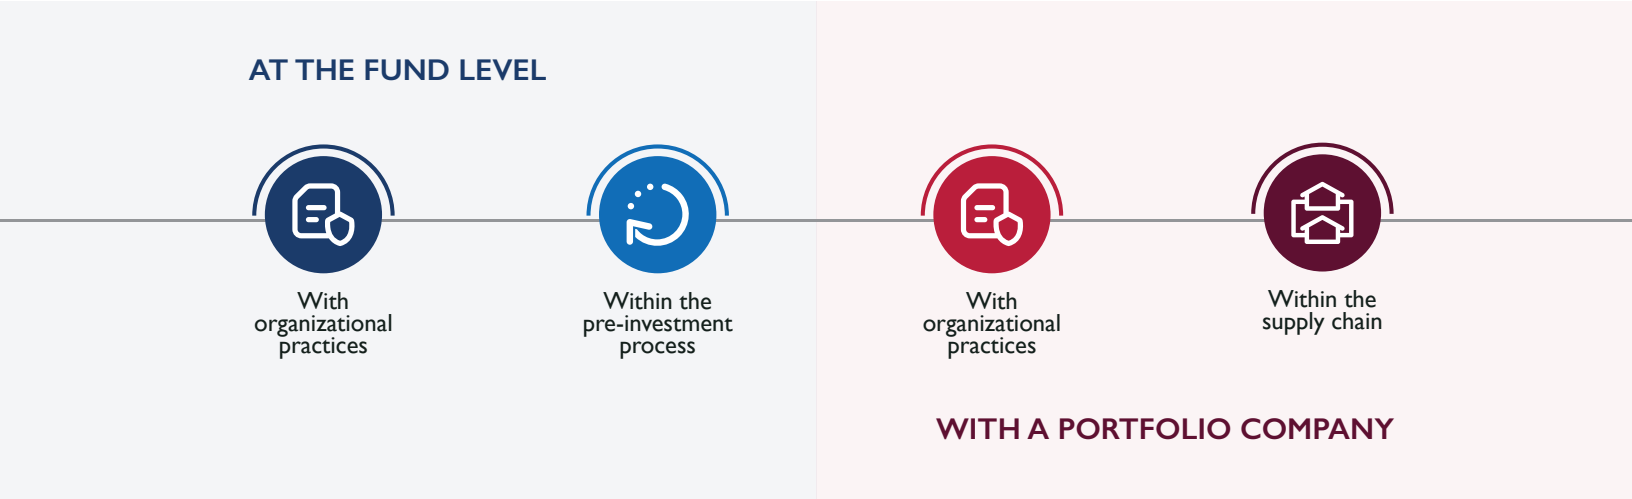 AT THE FUND LEVEL
With
organizational
practices
Within the
pre-investment
process
With
organizational
practices
Within the
supply chain
WITH A PORTFOLIO COMPANY